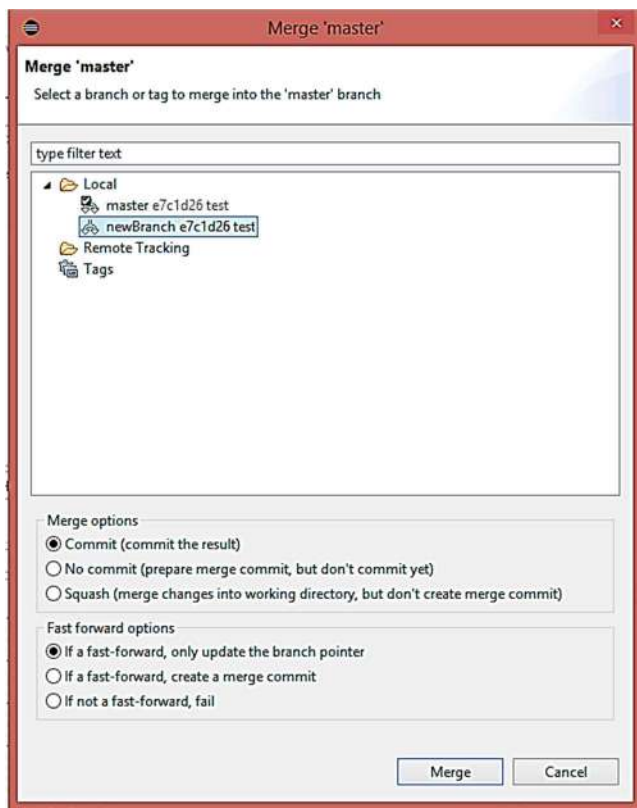 Merge 'master'
Merge 'master'
Select a branch or tag to merge into the 'master' branch
type filter text
Local
master e7c1d26 test
newBranch e7c1d26 test
Remote Tracking
Tags
Merge options
Commit (commit the result)
No commit (prepare merge commit, but don't commit yet)
Squash (merge changes into working directory, but don't create merge commit)
Fast forward options
If a fast-forward, only update the branch pointer
If a fast-forward, create a merge commit
If not a fast-forward, fail
Merge
Cancel